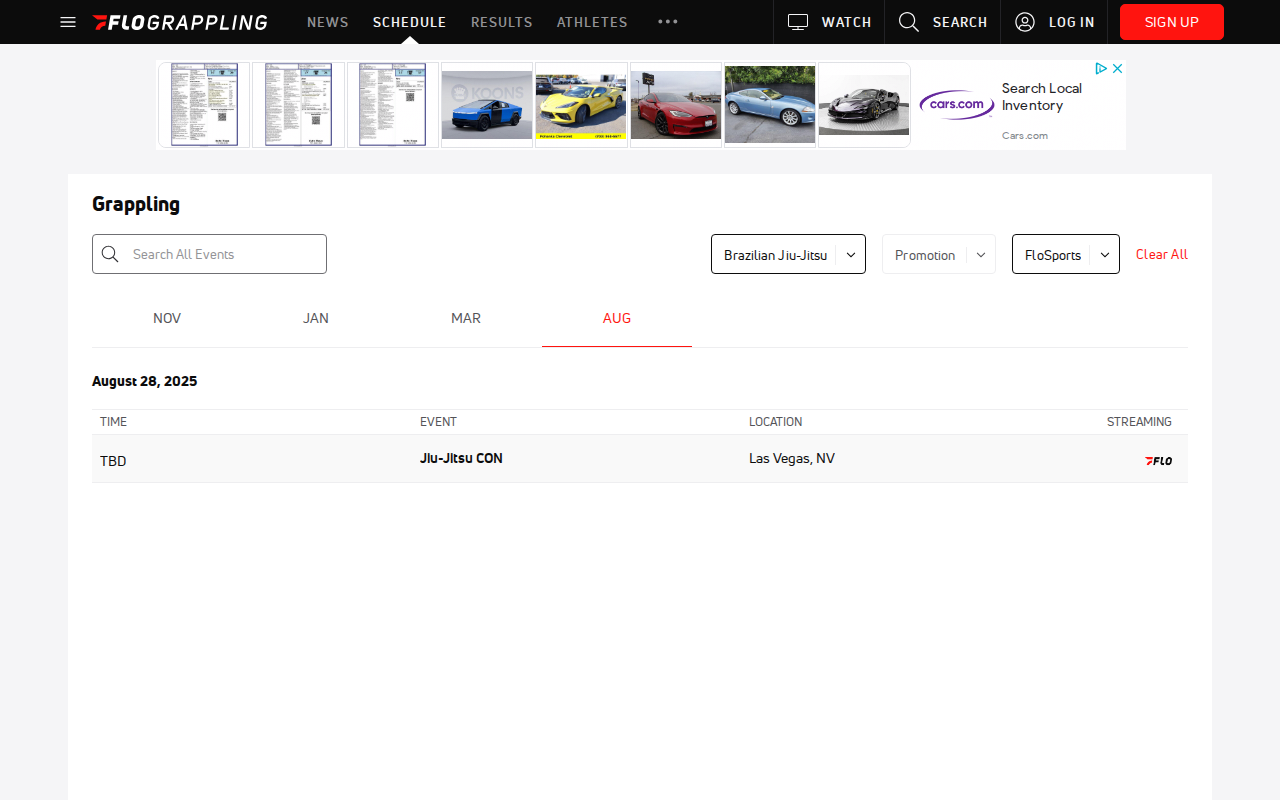 FLOGRAPPLING
NEWS
SCHEDULE
RESULTS
ATHLETES
WATCH
SEARCH
LOG IN
SIGN UP
KOONS
cars.com
Search Local
Inventory
Cars.com
Grappling
Search All Events
Brazilian Jiu-Jitsu
Promotion
FloSports
Clear All
NOV
JAN
MAR
AUG
August 28, 2025
TIME
EVENT
LOCATION
STREAMING
TBD
Jiu-Jitsu CON
Las Vegas, NV
FLO